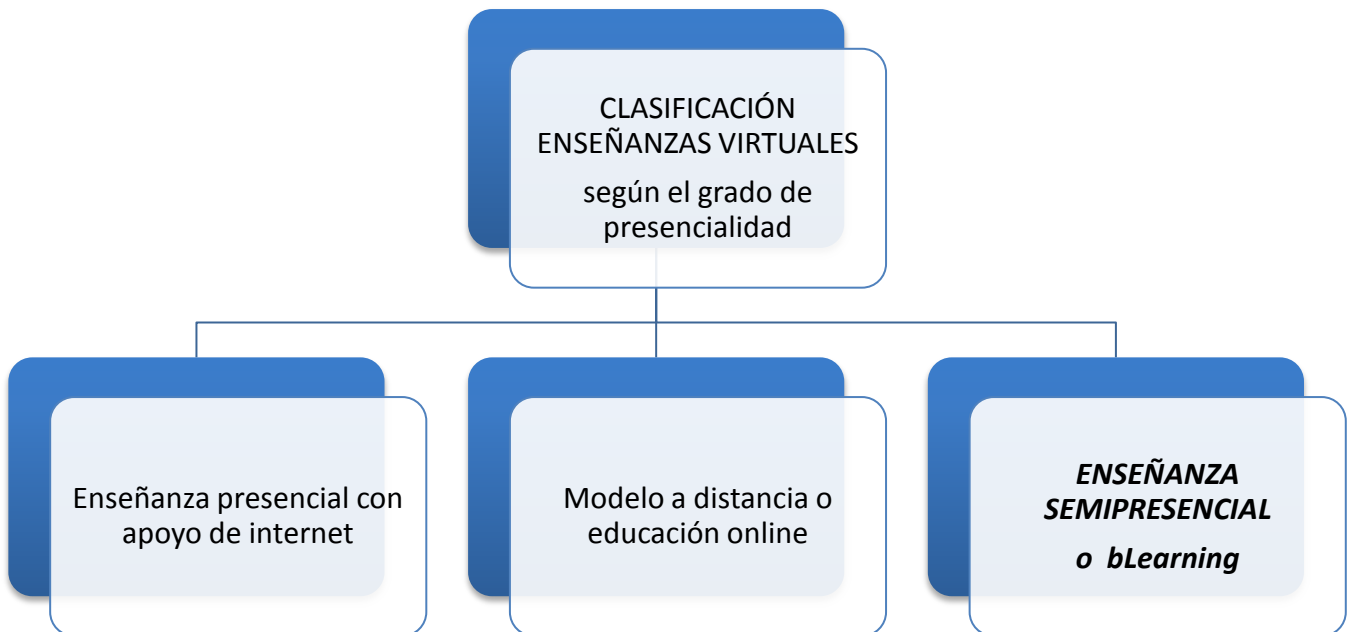 CLASIFICACIÓN
ENSEÑANZAS VIRTUALES
según el grado de
presencialidad
Enseñanza presencial con
apoyo de internet
Modelo a distancia o
educación online
ENSEÑANZA
SEMIPRESENCIAL
o bLearning